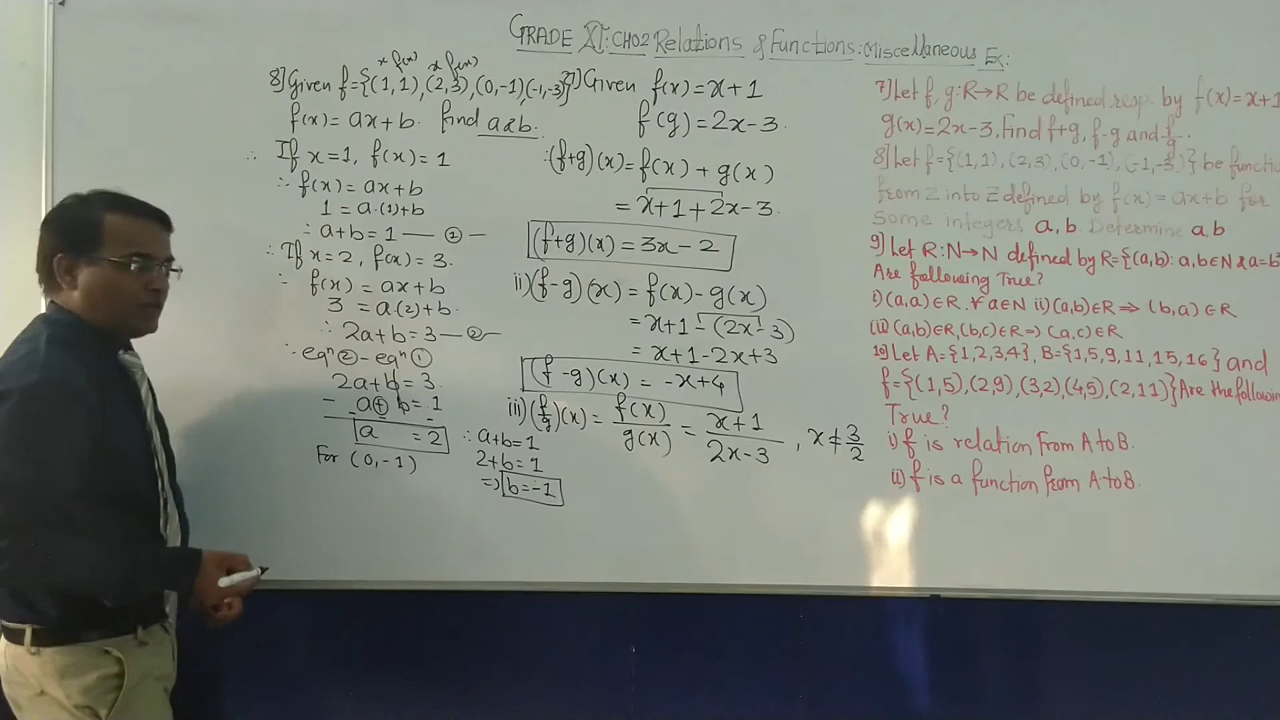 GRADE XI: CH02 Relations & Functions: Miscellaneous Ex:
x f(x) x f(x)
8] Given f={(1,1),(2,3),(0,-1)(-1,-3)}
f(x) = ax+b. find a&b.
∴ If x=1, f(x)=1
∴ f(x) = ax+b
1 = a.(1)+b
∴ a+b=1 — ① —
∴ If x=2, f(x)=3.
∴ f(x) = ax+b
3 = a.(2)+b.
∴ 2a+b=3 — ② —
∴ eqⁿ ② - eqⁿ ①
2a+b=3.
- a+b=1
a =2
For (0,-1)
∴ a+b=1
2+b=1
=> b=-1
7] Given f(x)=x+1
f(g)=2x-3.
∴(f+g)(x)=f(x)+g(x)
= x+1+2x-3.
(f+g)(x)=3x-2
ii)(f-g)(x)=f(x)-g(x)
= x+1-(2x-3)
= x+1-2x+3
(f-g)(x)=-x+4
iii)(f/g)(x)=f(x)/g(x)=x+1/2x-3, x≠3/2
7] Let f, g:R→R be defined resp. by f(x)=x+1
g(x)=2x-3. Find f+g, f-g and f/g.
8] Let f={(1,1),(2,3),(0,-1),(-1,-3)} be functi
from Z into Z defined by f(x)=ax+b for
some integers a,b. Determine a,b
9] Let R:N→N defined by R={(a,b): a,b∈N & a=b
Are following True?
i)(a,a)∈R, ∀ a∈N ii)(a,b)∈R ⇒ (b,a)∈R
(iii)(a,b)∈R,(b,c)∈R=>(a,c)∈R
10] Let A={1,2,3,4}, B={1,5,9,11,15,16} and
f={(1,5),(2,9),(3,2),(4,5),(2,11)} Are the followin
True?
i) f is relation from A to B.
ii) f is a function from A to B.